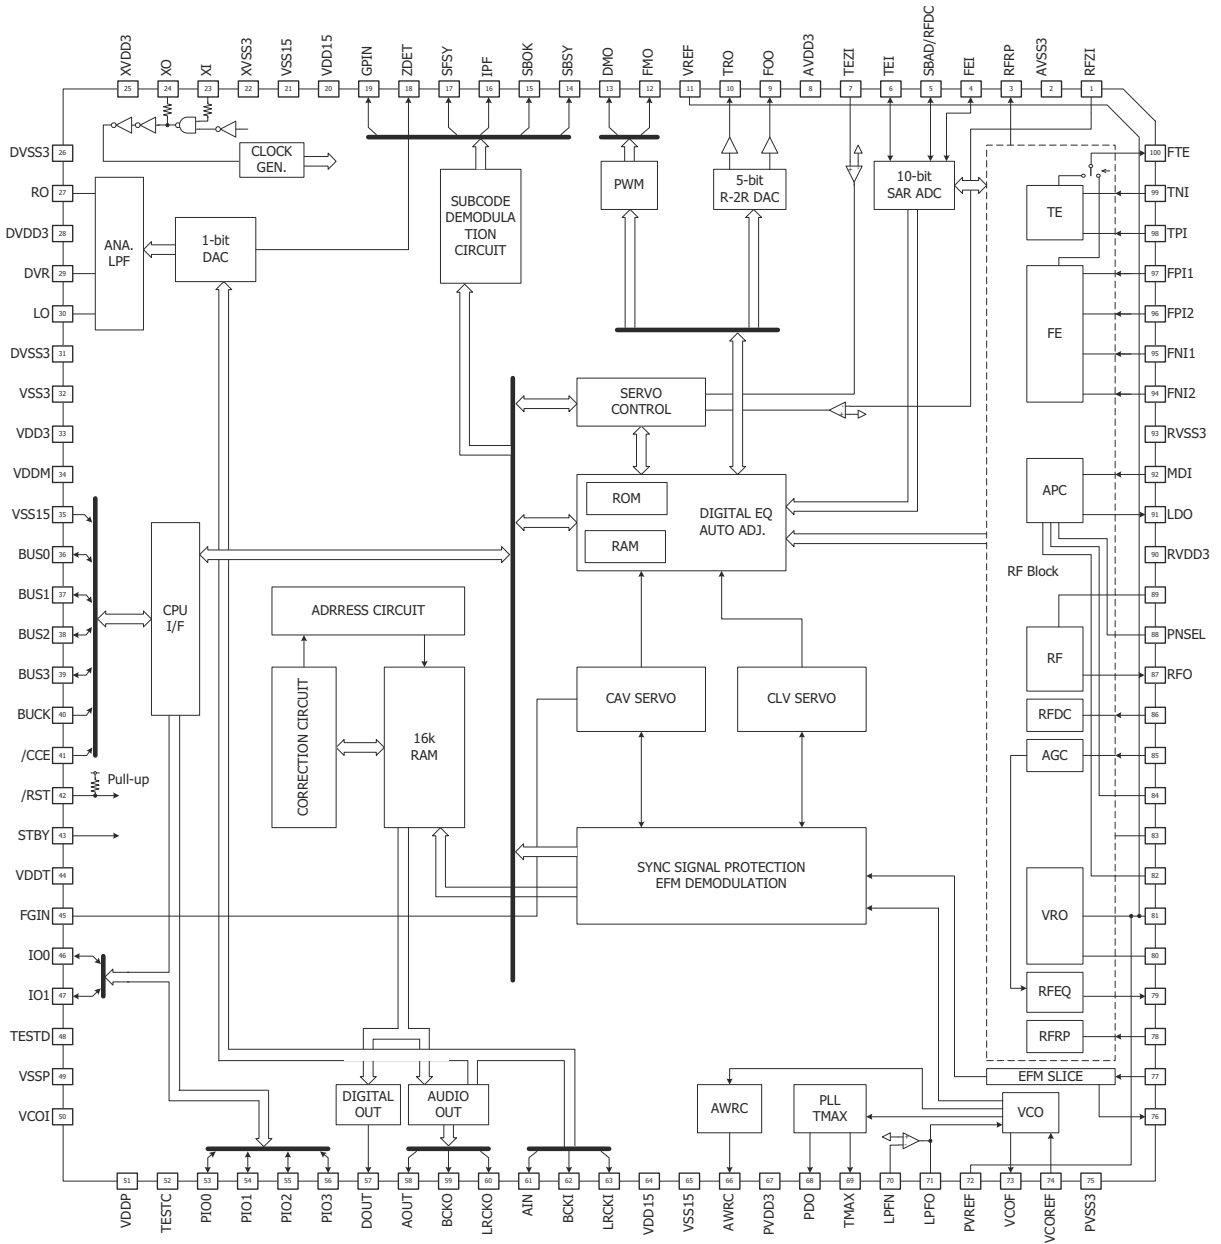 XVDD3 XO XI XVSS3 VSS15 VDD15 GPIN ZDET SFSY IPF SBOK SBSY DMO FMO VREF TRO FOO AVDD3 TEZI TEI SBAD/RFDC FEI RFRP AVSS3 RFZI
25 24 23 22 21 20 19 18 17 16 15 14 13 12 11 10 9 8 7 6 5 4 3 2 1
DVSS3 26
RO 27
DVDD3 28
DVR 29
LO 30
DVSS3 31
VSS3 32
VDD3 33
VDDM 34
VSS15 35
BUS0 36
BUS1 37
BUS2 38
BUS3 39
BUCK 40
/CCE 41
/RST 42
Pull-up
STBY 43
VDDT 44
FGIN 45
IO0 46
IO1 47
TESTD 48
VSSP 49
VCOI 50
CLOCK
GEN.
ANA.
LPF
1-bit
DAC
SUBCODE
DEMODULA
TION
CIRCUIT
PWM
5-bit
R-2R DAC
10-bit
SAR ADC
SERVO
CONTROL
ROM
RAM
DIGITAL EQ
AUTO ADJ.
CPU
I/F
ADRRESS CIRCUIT
CORRECTION CIRCUIT
16k
RAM
CAV SERVO
CLV SERVO
SYNC SIGNAL PROTECTION
EFM DEMODULATION
DIGITAL
OUT
AUDIO
OUT
AWRC
PLL
TMAX
VCO
EFM SLICE
RF Block
TE
FE
APC
RF
RFDC
AGC
VRO
RFEQ
RFRP
100 FTE
99 TNI
98 TPI
97 FPI1
96 FPI2
95 FNI1
94 FNI2
93 RVSS3
92 MDI
91 LDO
90 RVDD3
89
88 PNSEL
87 RFO
86
85
84
83
82
81
80
79
78
77
76
51 52 53 54 55 56 57 58 59 60 61 62 63 64 65 66 67 68 69 70 71 72 73 74 75
VDDP TESTC PIO0 PIO1 PIO2 PIO3 DOUT AOUT BCKO LRCKO AIN BCKI LRCKI VDD15 VSS15 AWRC PVDD3 PDO TMAX LPFN LPFO PVREF VCOF VCOREF PVSS3